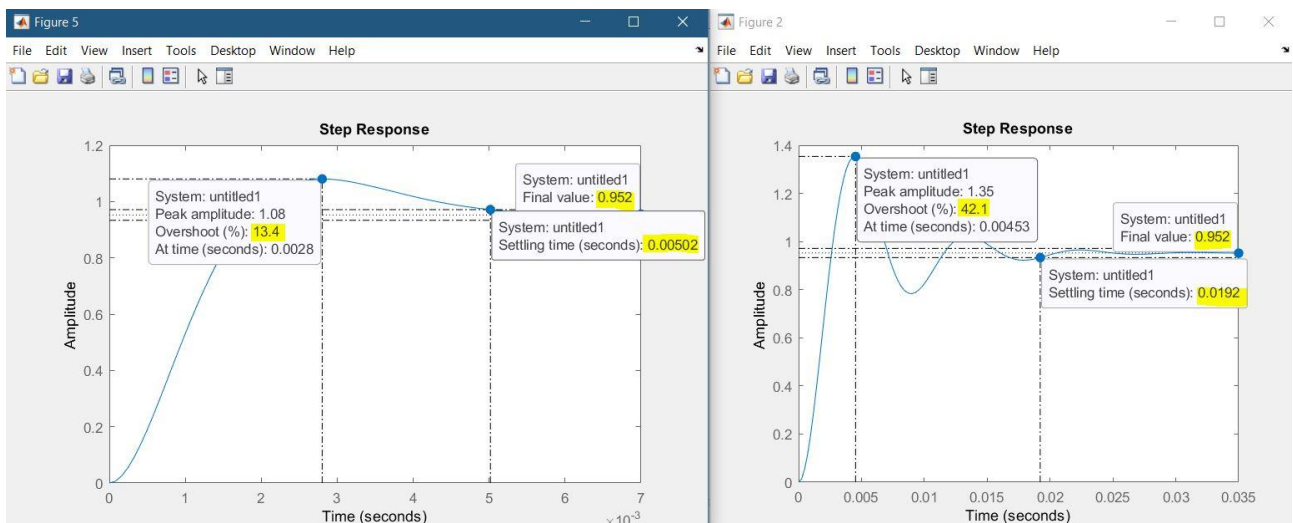 Figure 5
File Edit View Insert Tools Desktop Window Help
Step Response
1.2
1
0.8
0.6
0.4
0.2
0
Amplitude
System: untitled1
Peak amplitude: 1.08
Overshoot (%): 13.4
At time (seconds): 0.0028
System: untitled1
Final value: 0.952
System: untitled1
Settling time (seconds): 0.00502
0 1 2 3 4 5 6 7
Time (seconds)
×10⁻³
Figure 2
File Edit View Insert Tools Desktop Window Help
Step Response
1.4
1.2
1
0.8
0.6
0.4
0.2
0
Amplitude
System: untitled1
Peak amplitude: 1.35
Overshoot (%): 42.1
At time (seconds): 0.00453
System: untitled1
Final value: 0.952
System: untitled1
Settling time (seconds): 0.0192
0 0.005 0.01 0.015 0.02 0.025 0.03 0.035
Time (seconds)